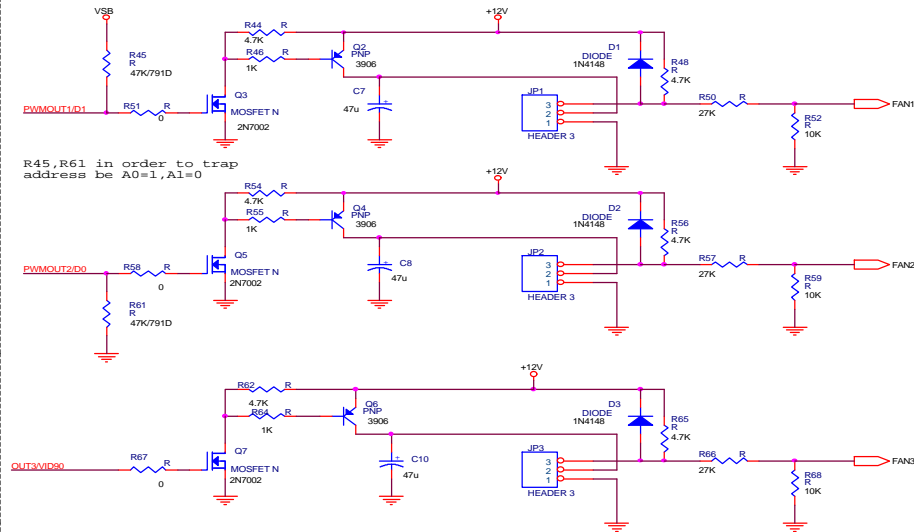 VSB
+12V
R44
R
4.7K
R46
R
1K
Q2
PNP
3906
R45
R
47K/791D
D1
DIODE
1N4148
R48
R
4.7K
C7
47u
+
Q3
MOSFET N
2N7002
PWMOUT1/D1
R51
R
0
JP1
3
2
1
HEADER 3
R50
R
27K
FAN1
R52
R
10K
R45,R61 in order to trap
address be A0=1,A1=0
+12V
R54
R
4.7K
R55
R
1K
Q4
PNP
3906
D2
DIODE
1N4148
R56
R
4.7K
C8
47u
+
Q5
MOSFET N
2N7002
PWMOUT2/D0
R58
R
0
JP2
3
2
1
HEADER 3
R57
R
27K
FAN2
R59
R
10K
R61
R
47K/791D
+12V
R62
R
4.7K
R64
R
1K
Q6
PNP
3906
D3
DIODE
1N4148
R65
R
4.7K
C10
47u
+
Q7
MOSFET N
2N7002
OUT3/VID90
R67
R
0
JP3
3
2
1
HEADER 3
R66
R
27K
FAN3
R68
R
10K